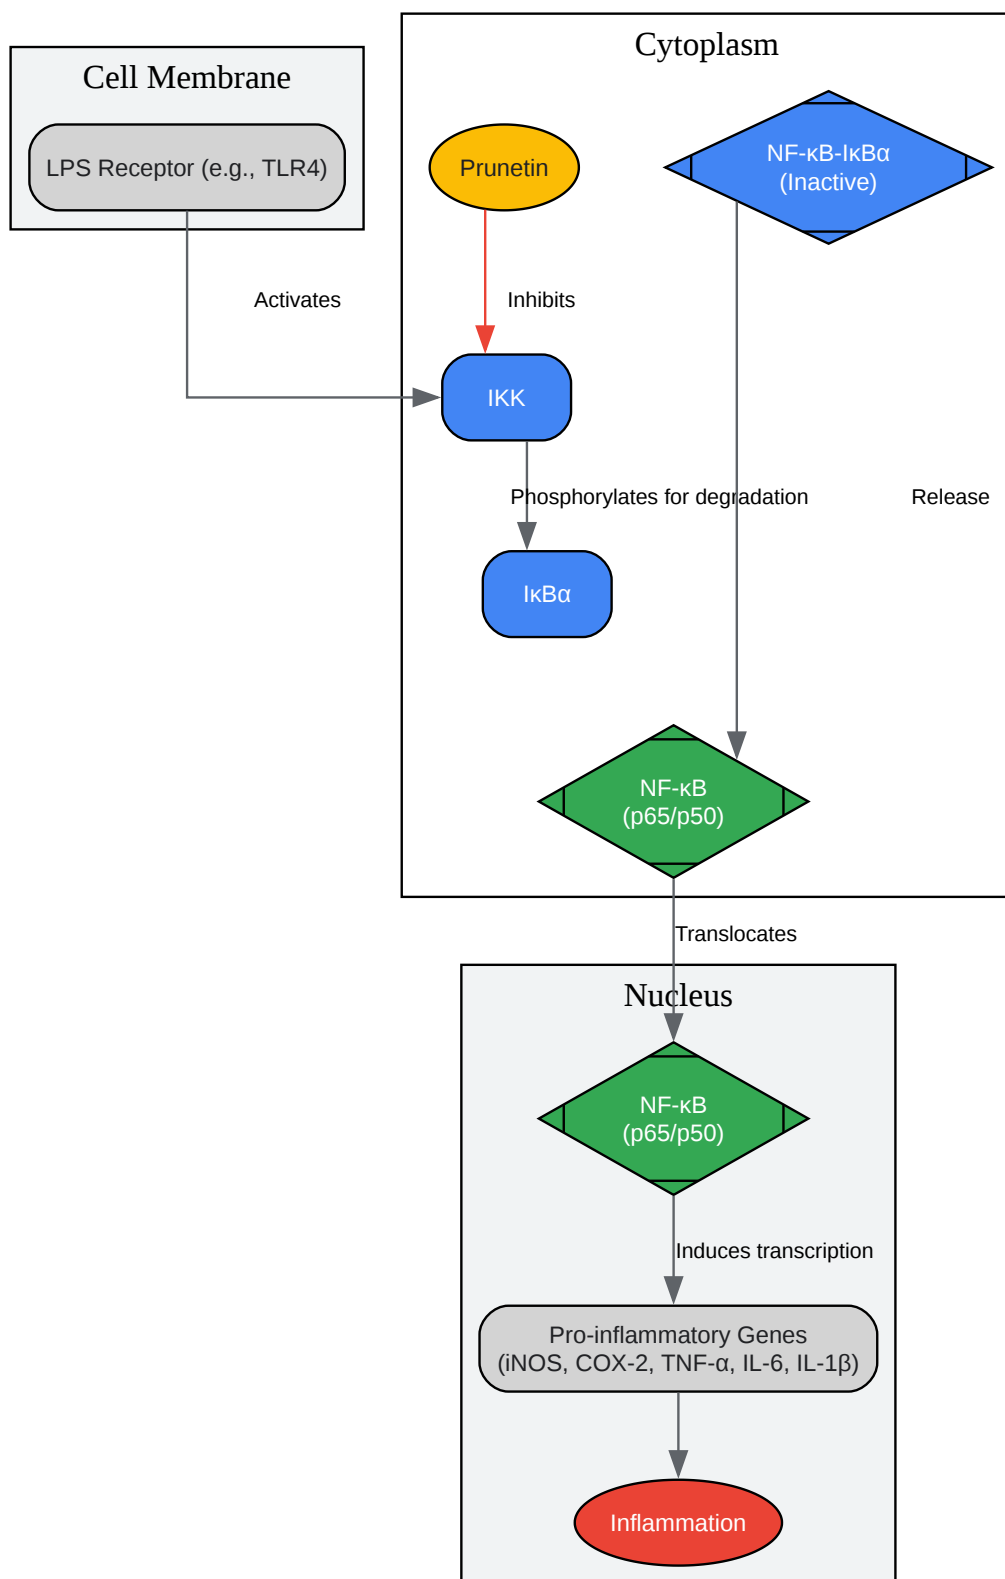 Cytoplasm
Cell Membrane
LPS Receptor (e.g., TLR4)
Prunetin
NF-κB-IκBα
(Inactive)
Activates
Inhibits
IKK
Phosphorylates for degradation
Release
IκBα
NF-κB
(p65/p50)
Translocates
Nucleus
NF-κB
(p65/p50)
Induces transcription
Pro-inflammatory Genes
(iNOS, COX-2, TNF-α, IL-6, IL-1β)
Inflammation